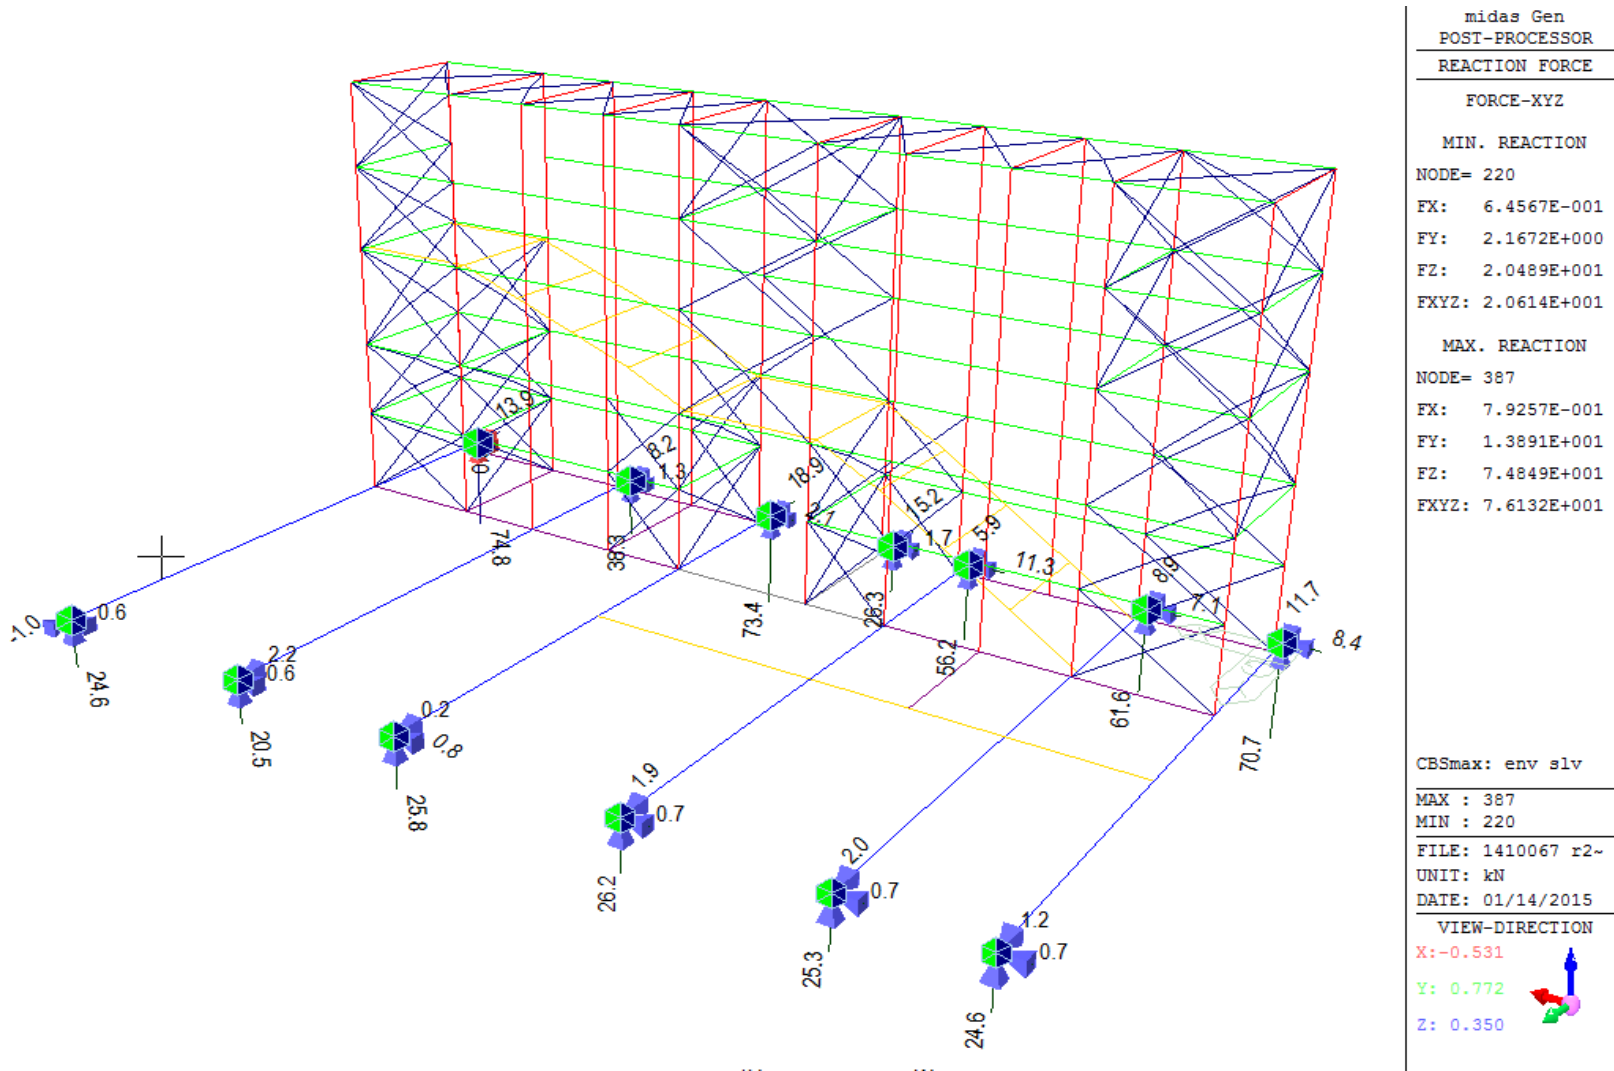 midas Gen
POST-PROCESSOR
REACTION FORCE
FORCE-XYZ
MIN. REACTION
NODE= 220
FX: 6.4567E-001
FY: 2.1672E+000
FZ: 2.0489E+001
FXYZ: 2.0614E+001
MAX. REACTION
NODE= 387
FX: 7.9257E-001
FY: 1.3891E+001
FZ: 7.4849E+001
FXYZ: 7.6132E+001
CBSmax: env slv
MAX : 387
MIN : 220
FILE: 1410067 r2~
UNIT: kN
DATE: 01/14/2015
VIEW-DIRECTION
X:-0.531
Y: 0.772
Z: 0.350
13.9
74.8
8.2
1.3
18.9
2.1
73.4
15.2
1.7
26.3
5.9
11.3
56.2
8.9
7.1
61.6
11.7
8.4
70.7
-1.0
0.6
24.6
2.2
0.6
20.5
0.2
0.8
25.8
1.9
0.7
26.2
2.0
0.7
25.3
1.2
0.7
24.6